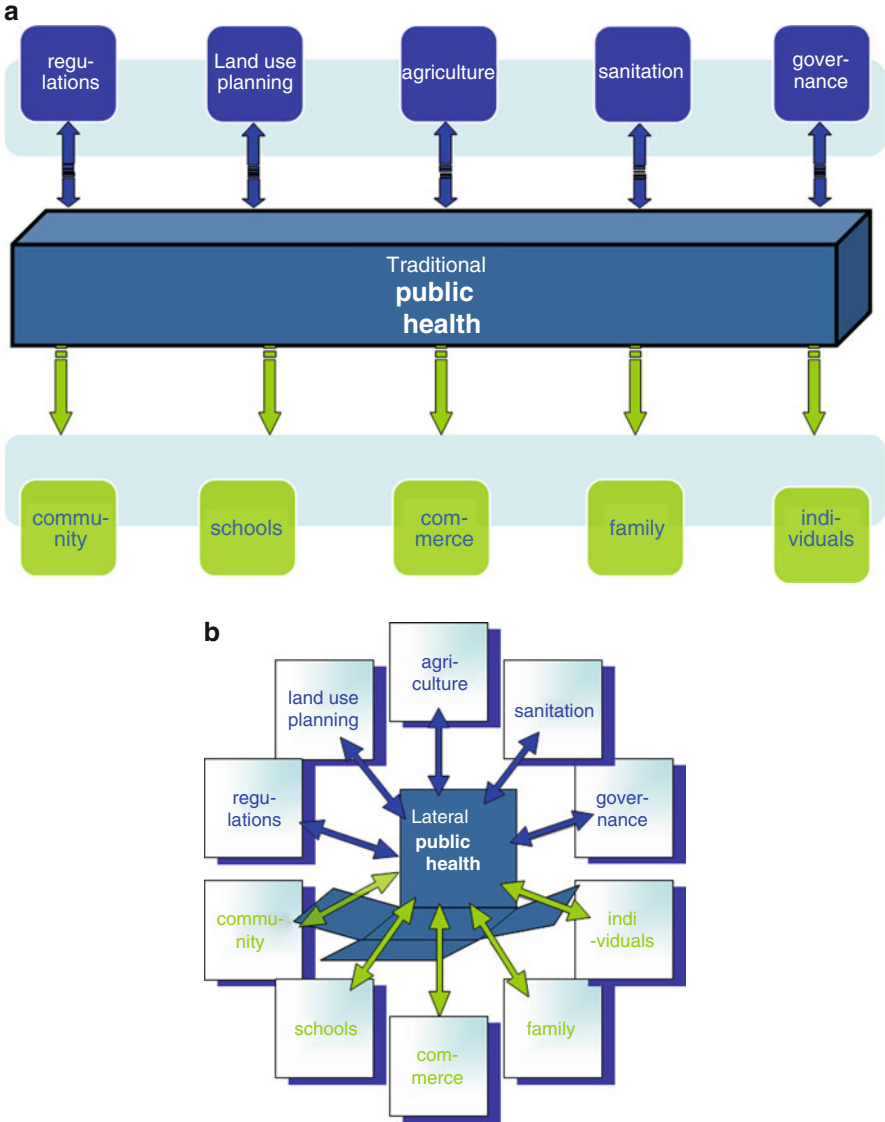 a
regu-
lations
Land use
planning
agriculture
sanitation
gover-
nance
Traditional
public
health
commu-
nity
schools
com-
merce
family
indi-
viduals
b
agri-
culture
land use
planning
sanitation
regu-
lations
gover-
nance
Lateral
public
health
commu-
nity
indi
-viduals
schools
family
com-
merce